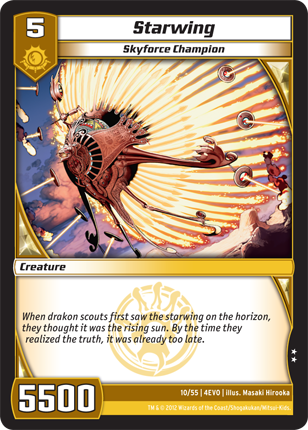 5
Starwing
Skyforce Champion
Creature
When drakon scouts first saw the starwing on the horizon,
they thought it was the rising sun. By the time they
realized the truth, it was already too late.
5500
10/55 | 4EVO | illus. Masaki Hirooka
TM & © 2012 Wizards of the Coast/Shogakukan/Mitsui-Kids.